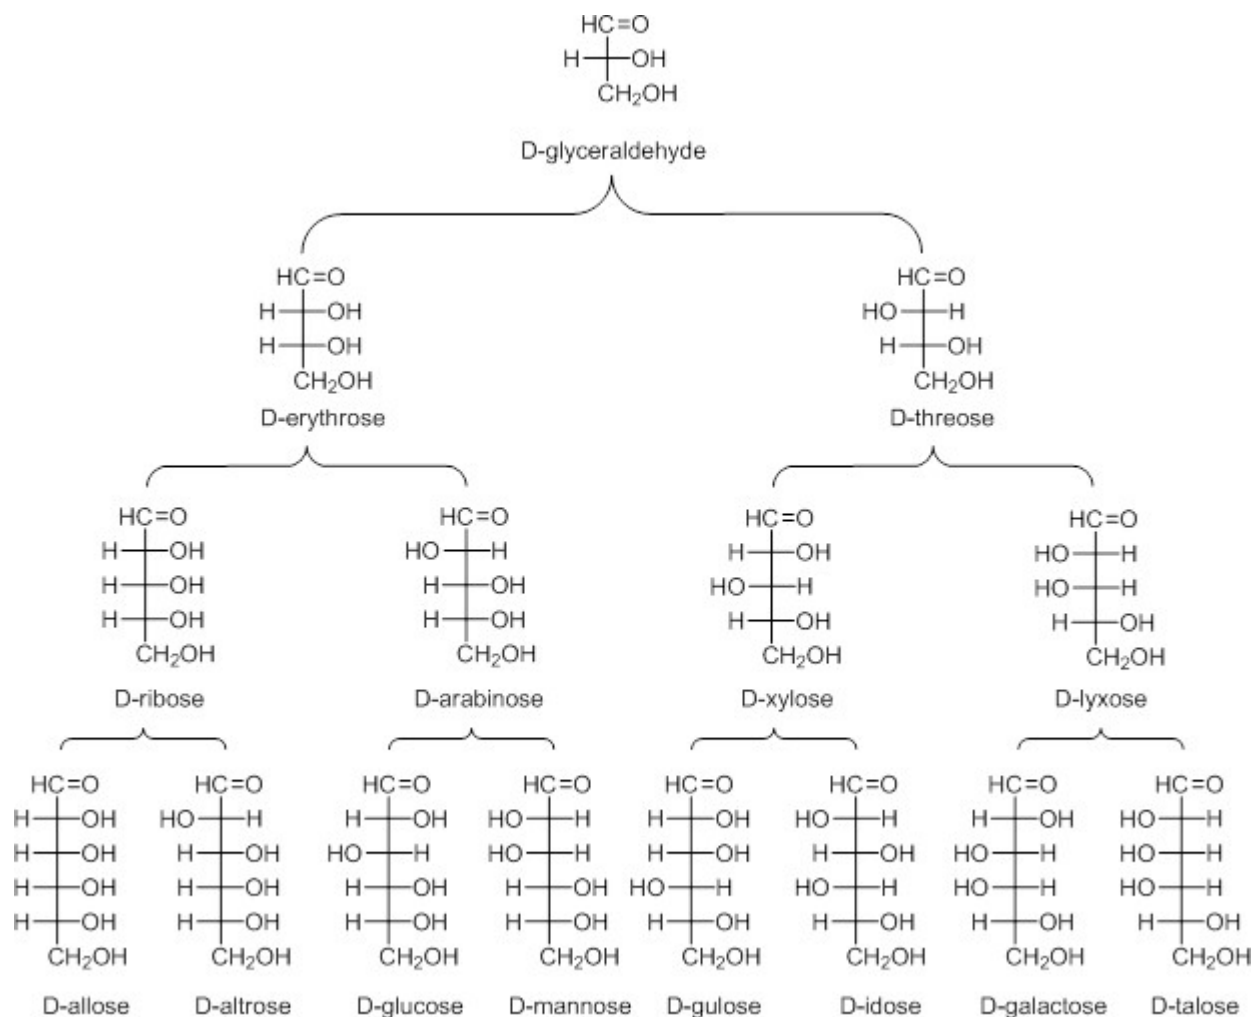 HC=O
H OH
CH₂OH
D-glyceraldehyde
HC=O HC=O
H OH HO H
H OH H OH
CH₂OH CH₂OH
D-erythrose D-threose
HC=O HC=O HC=O HC=O
H OH HO H H OH HO H
H OH H OH HO H HO H
H OH H OH H OH H OH
CH₂OH CH₂OH CH₂OH CH₂OH
D-ribose D-arabinose D-xylose D-lyxose
HC=O HC=O HC=O HC=O HC=O HC=O HC=O HC=O
H OH HO H H OH HO H H OH HO H H OH HO H
H OH H OH HO H HO H H OH H OH HO H HO H
H OH H OH H OH H OH HO H HO H HO H HO H
H OH H OH H OH H OH H OH H OH H OH H OH
CH₂OH CH₂OH CH₂OH CH₂OH CH₂OH CH₂OH CH₂OH CH₂OH
D-allose D-altrose D-glucose D-mannose D-gulose D-idose D-galactose D-talose